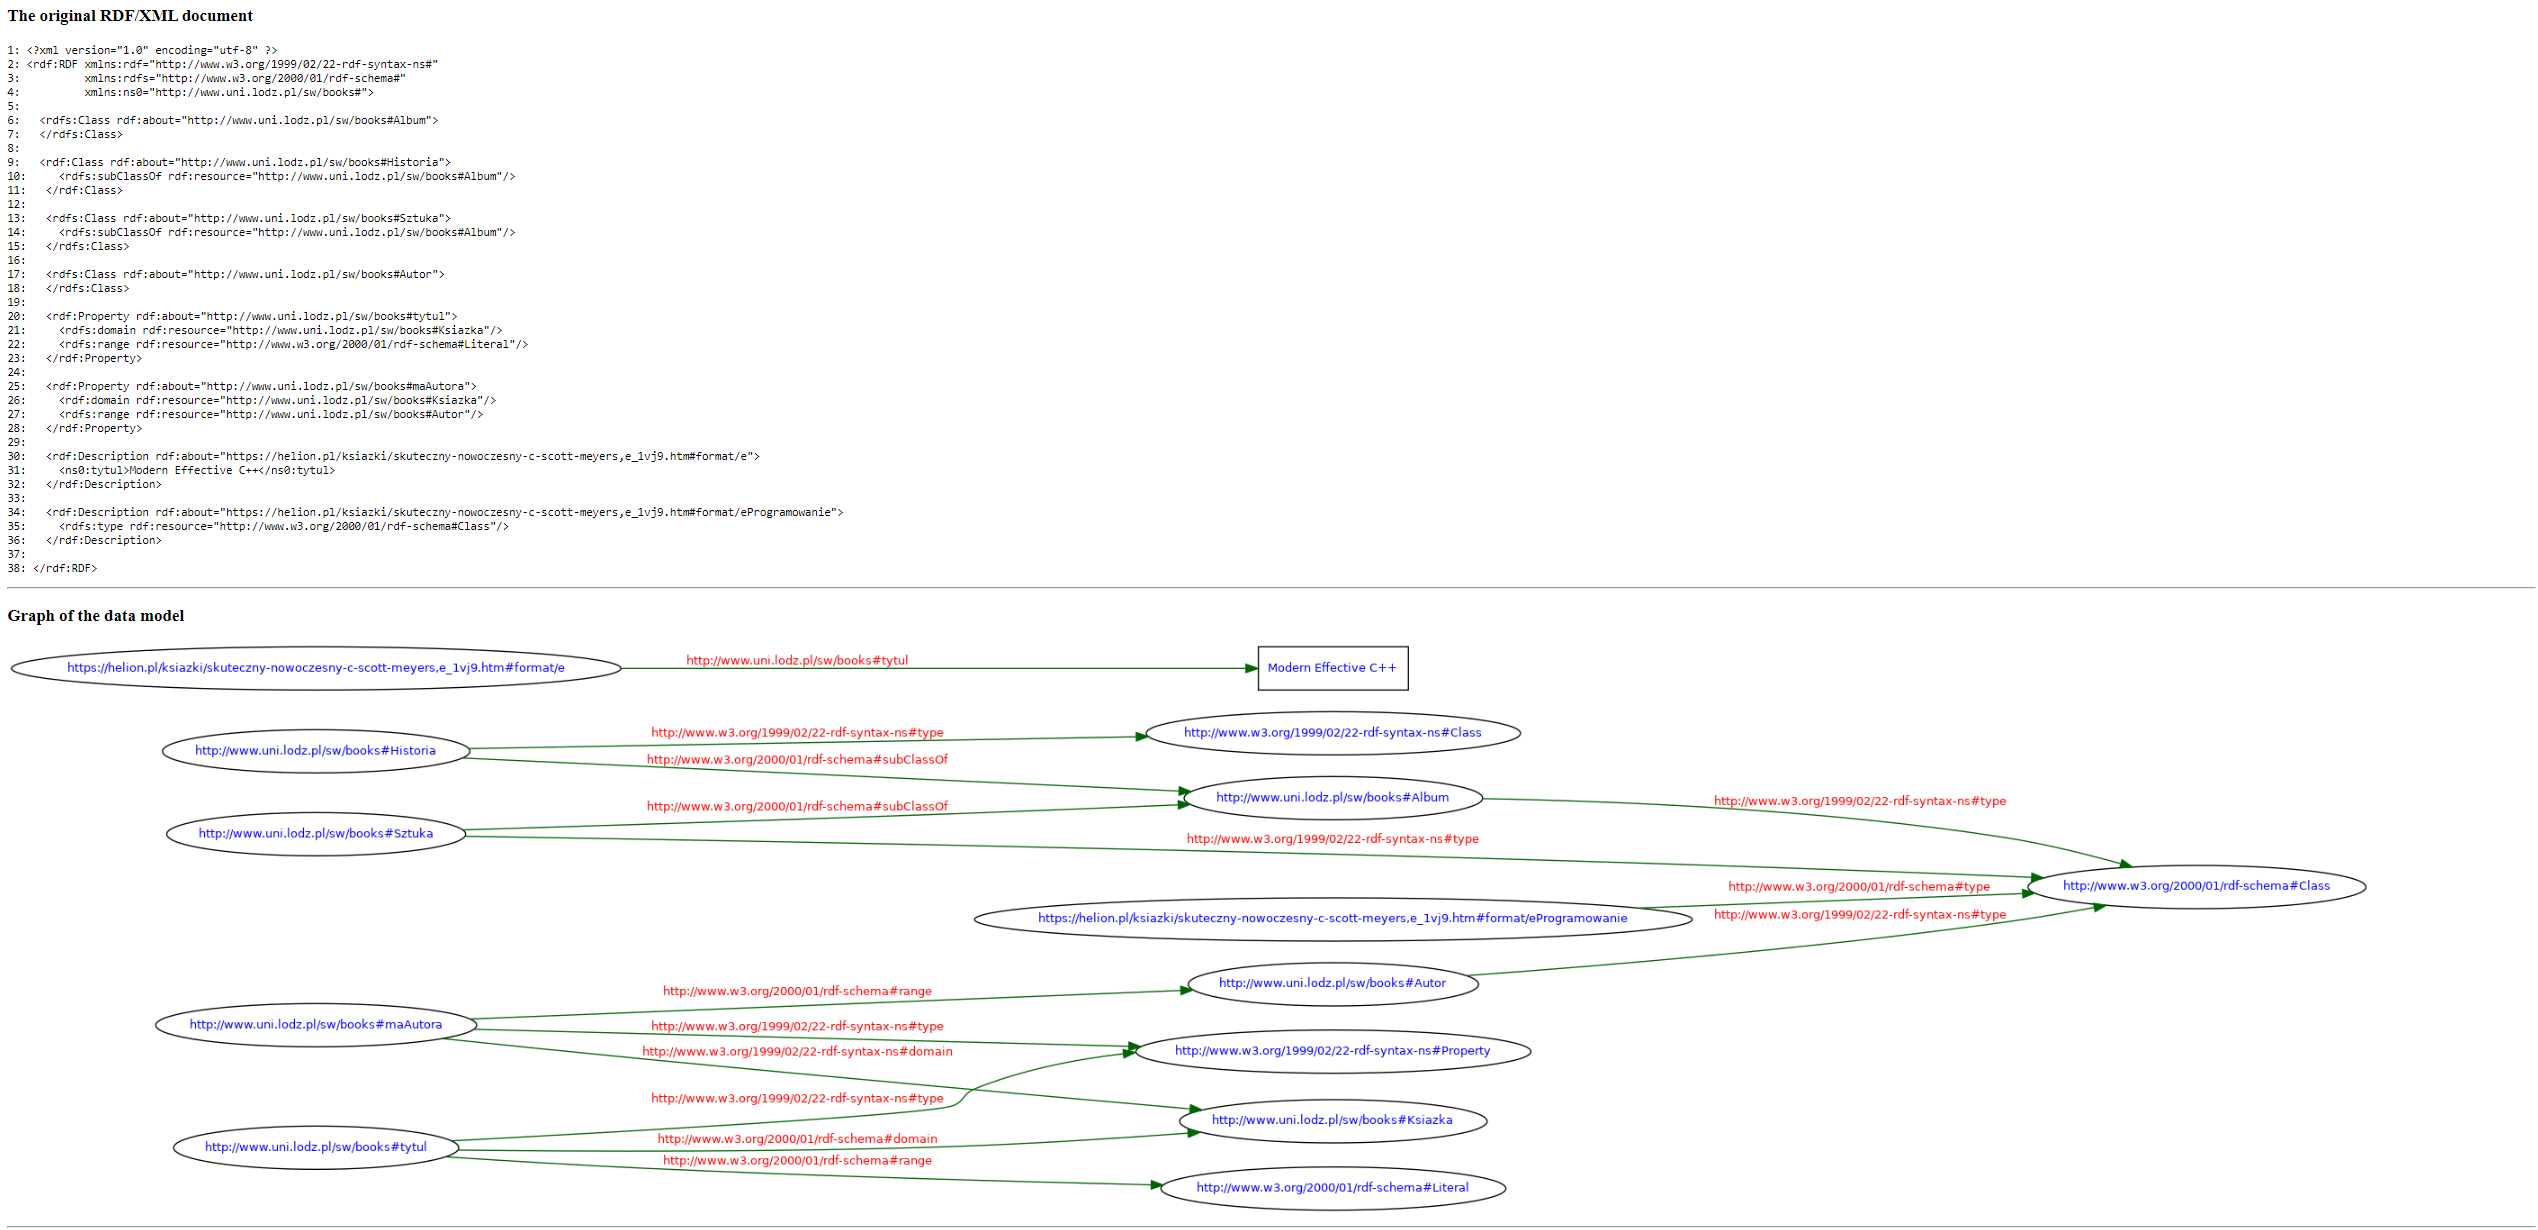 The original RDF/XML document
1: <?xml version="1.0" encoding="utf-8" ?>
2: <rdf:RDF xmlns:rdf="http://www.w3.org/1999/02/22-rdf-syntax-ns#"
3:          xmlns:rdfs="http://www.w3.org/2000/01/rdf-schema#"
4:          xmlns:ns0="http://www.uni.lodz.pl/sw/books#">
5:
6:   <rdfs:Class rdf:about="http://www.uni.lodz.pl/sw/books#Album">
7:   </rdfs:Class>
8:
9:   <rdf:Class rdf:about="http://www.uni.lodz.pl/sw/books#Historia">
10:     <rdfs:subClassOf rdf:resource="http://www.uni.lodz.pl/sw/books#Album"/>
11:   </rdf:Class>
12:
13:   <rdfs:Class rdf:about="http://www.uni.lodz.pl/sw/books#Sztuka">
14:     <rdfs:subClassOf rdf:resource="http://www.uni.lodz.pl/sw/books#Album"/>
15:   </rdfs:Class>
16:
17:   <rdfs:Class rdf:about="http://www.uni.lodz.pl/sw/books#Autor">
18:   </rdfs:Class>
19:
20:   <rdf:Property rdf:about="http://www.uni.lodz.pl/sw/books#tytul">
21:     <rdfs:domain rdf:resource="http://www.uni.lodz.pl/sw/books#Ksiazka"/>
22:     <rdfs:range rdf:resource="http://www.w3.org/2000/01/rdf-schema#Literal"/>
23:   </rdf:Property>
24:
25:   <rdf:Property rdf:about="http://www.uni.lodz.pl/sw/books#maAutora">
26:     <rdf:domain rdf:resource="http://www.uni.lodz.pl/sw/books#Ksiazka"/>
27:     <rdfs:range rdf:resource="http://www.uni.lodz.pl/sw/books#Autor"/>
28:   </rdf:Property>
29:
30:   <rdf:Description rdf:about="https://helion.pl/ksiazki/skuteczny-nowoczesny-c-scott-meyers,e_1vj9.htm#format/e">
31:     <ns0:tytul>Modern Effective C++</ns0:tytul>
32:   </rdf:Description>
33:
34:   <rdf:Description rdf:about="https://helion.pl/ksiazki/skuteczny-nowoczesny-c-scott-meyers,e_1vj9.htm#format/eProgramowanie">
35:     <rdfs:type rdf:resource="http://www.w3.org/2000/01/rdf-schema#Class"/>
36:   </rdf:Description>
37:
38: </rdf:RDF>
Graph of the data model
https://helion.pl/ksiazki/skuteczny-nowoczesny-c-scott-meyers,e_1vj9.htm#format/e
http://www.uni.lodz.pl/sw/books#tytul
Modern Effective C++
http://www.uni.lodz.pl/sw/books#Historia
http://www.w3.org/1999/02/22-rdf-syntax-ns#type
http://www.w3.org/1999/02/22-rdf-syntax-ns#Class
http://www.w3.org/2000/01/rdf-schema#subClassOf
http://www.w3.org/2000/01/rdf-schema#subClassOf
http://www.uni.lodz.pl/sw/books#Album
http://www.w3.org/1999/02/22-rdf-syntax-ns#type
http://www.uni.lodz.pl/sw/books#Sztuka
http://www.w3.org/1999/02/22-rdf-syntax-ns#type
http://www.w3.org/2000/01/rdf-schema#type
http://www.w3.org/2000/01/rdf-schema#Class
https://helion.pl/ksiazki/skuteczny-nowoczesny-c-scott-meyers,e_1vj9.htm#format/eProgramowanie
http://www.w3.org/1999/02/22-rdf-syntax-ns#type
http://www.w3.org/2000/01/rdf-schema#range
http://www.uni.lodz.pl/sw/books#Autor
http://www.uni.lodz.pl/sw/books#maAutora
http://www.w3.org/1999/02/22-rdf-syntax-ns#type
http://www.w3.org/1999/02/22-rdf-syntax-ns#domain
http://www.w3.org/1999/02/22-rdf-syntax-ns#Property
http://www.w3.org/1999/02/22-rdf-syntax-ns#type
http://www.uni.lodz.pl/sw/books#Ksiazka
http://www.uni.lodz.pl/sw/books#tytul
http://www.w3.org/2000/01/rdf-schema#domain
http://www.w3.org/2000/01/rdf-schema#range
http://www.w3.org/2000/01/rdf-schema#Literal